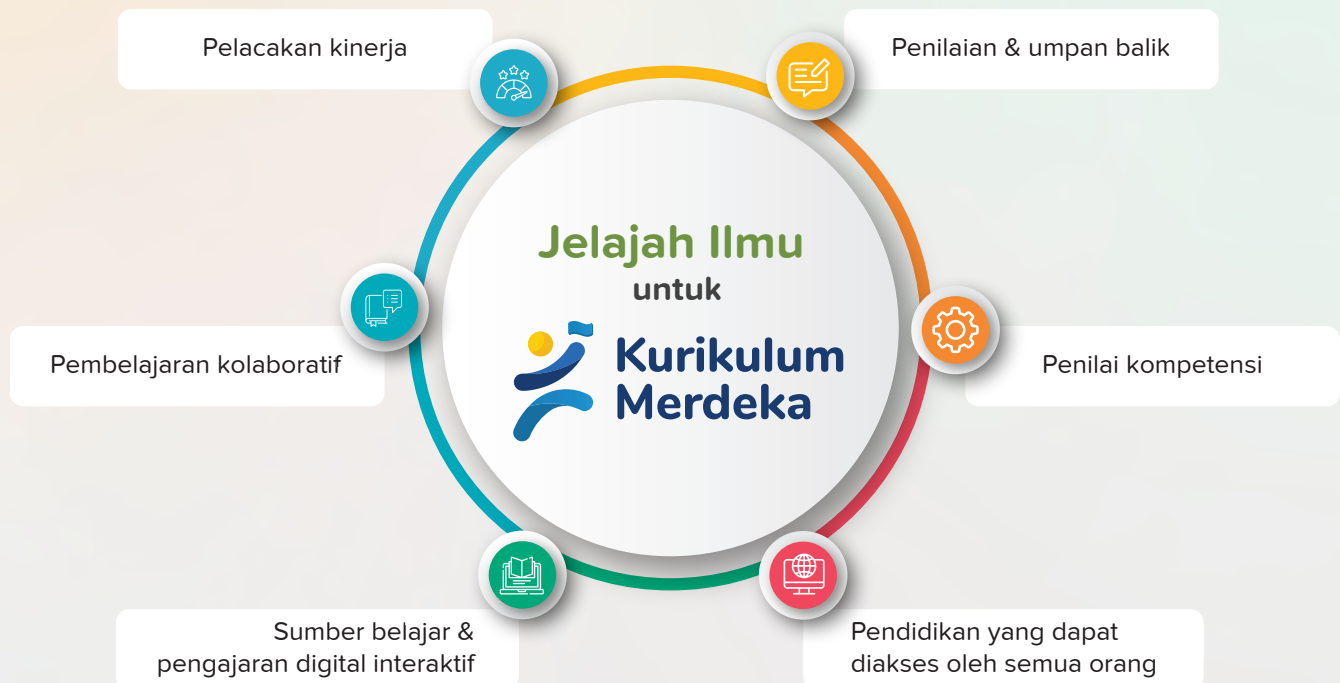 Pelacakan kinerja
Penilaian & umpan balik
Jelajah Ilmu
untuk
Kurikulum
Merdeka
Pembelajaran kolaboratif
Penilai kompetensi
Sumber belajar &
pengajaran digital interaktif
Pendidikan yang dapat
diakses oleh semua orang